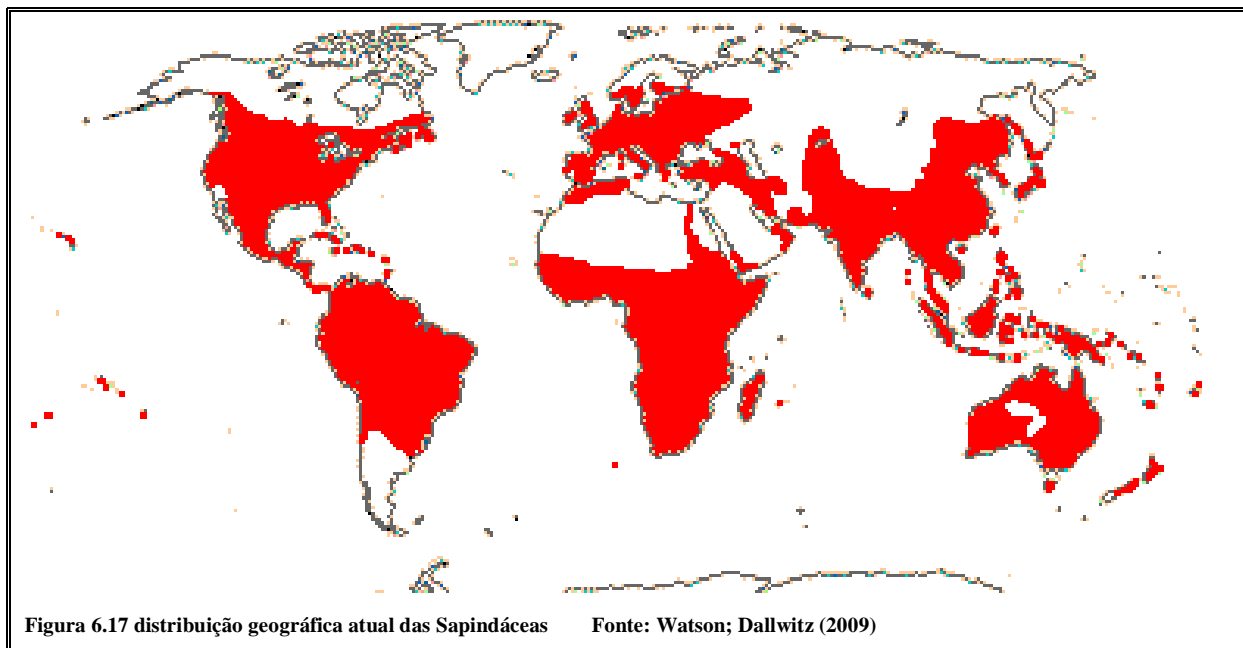 Figura 6.17 distribuição geográfica atual das Sapindáceas Fonte: Watson; Dallwitz (2009)